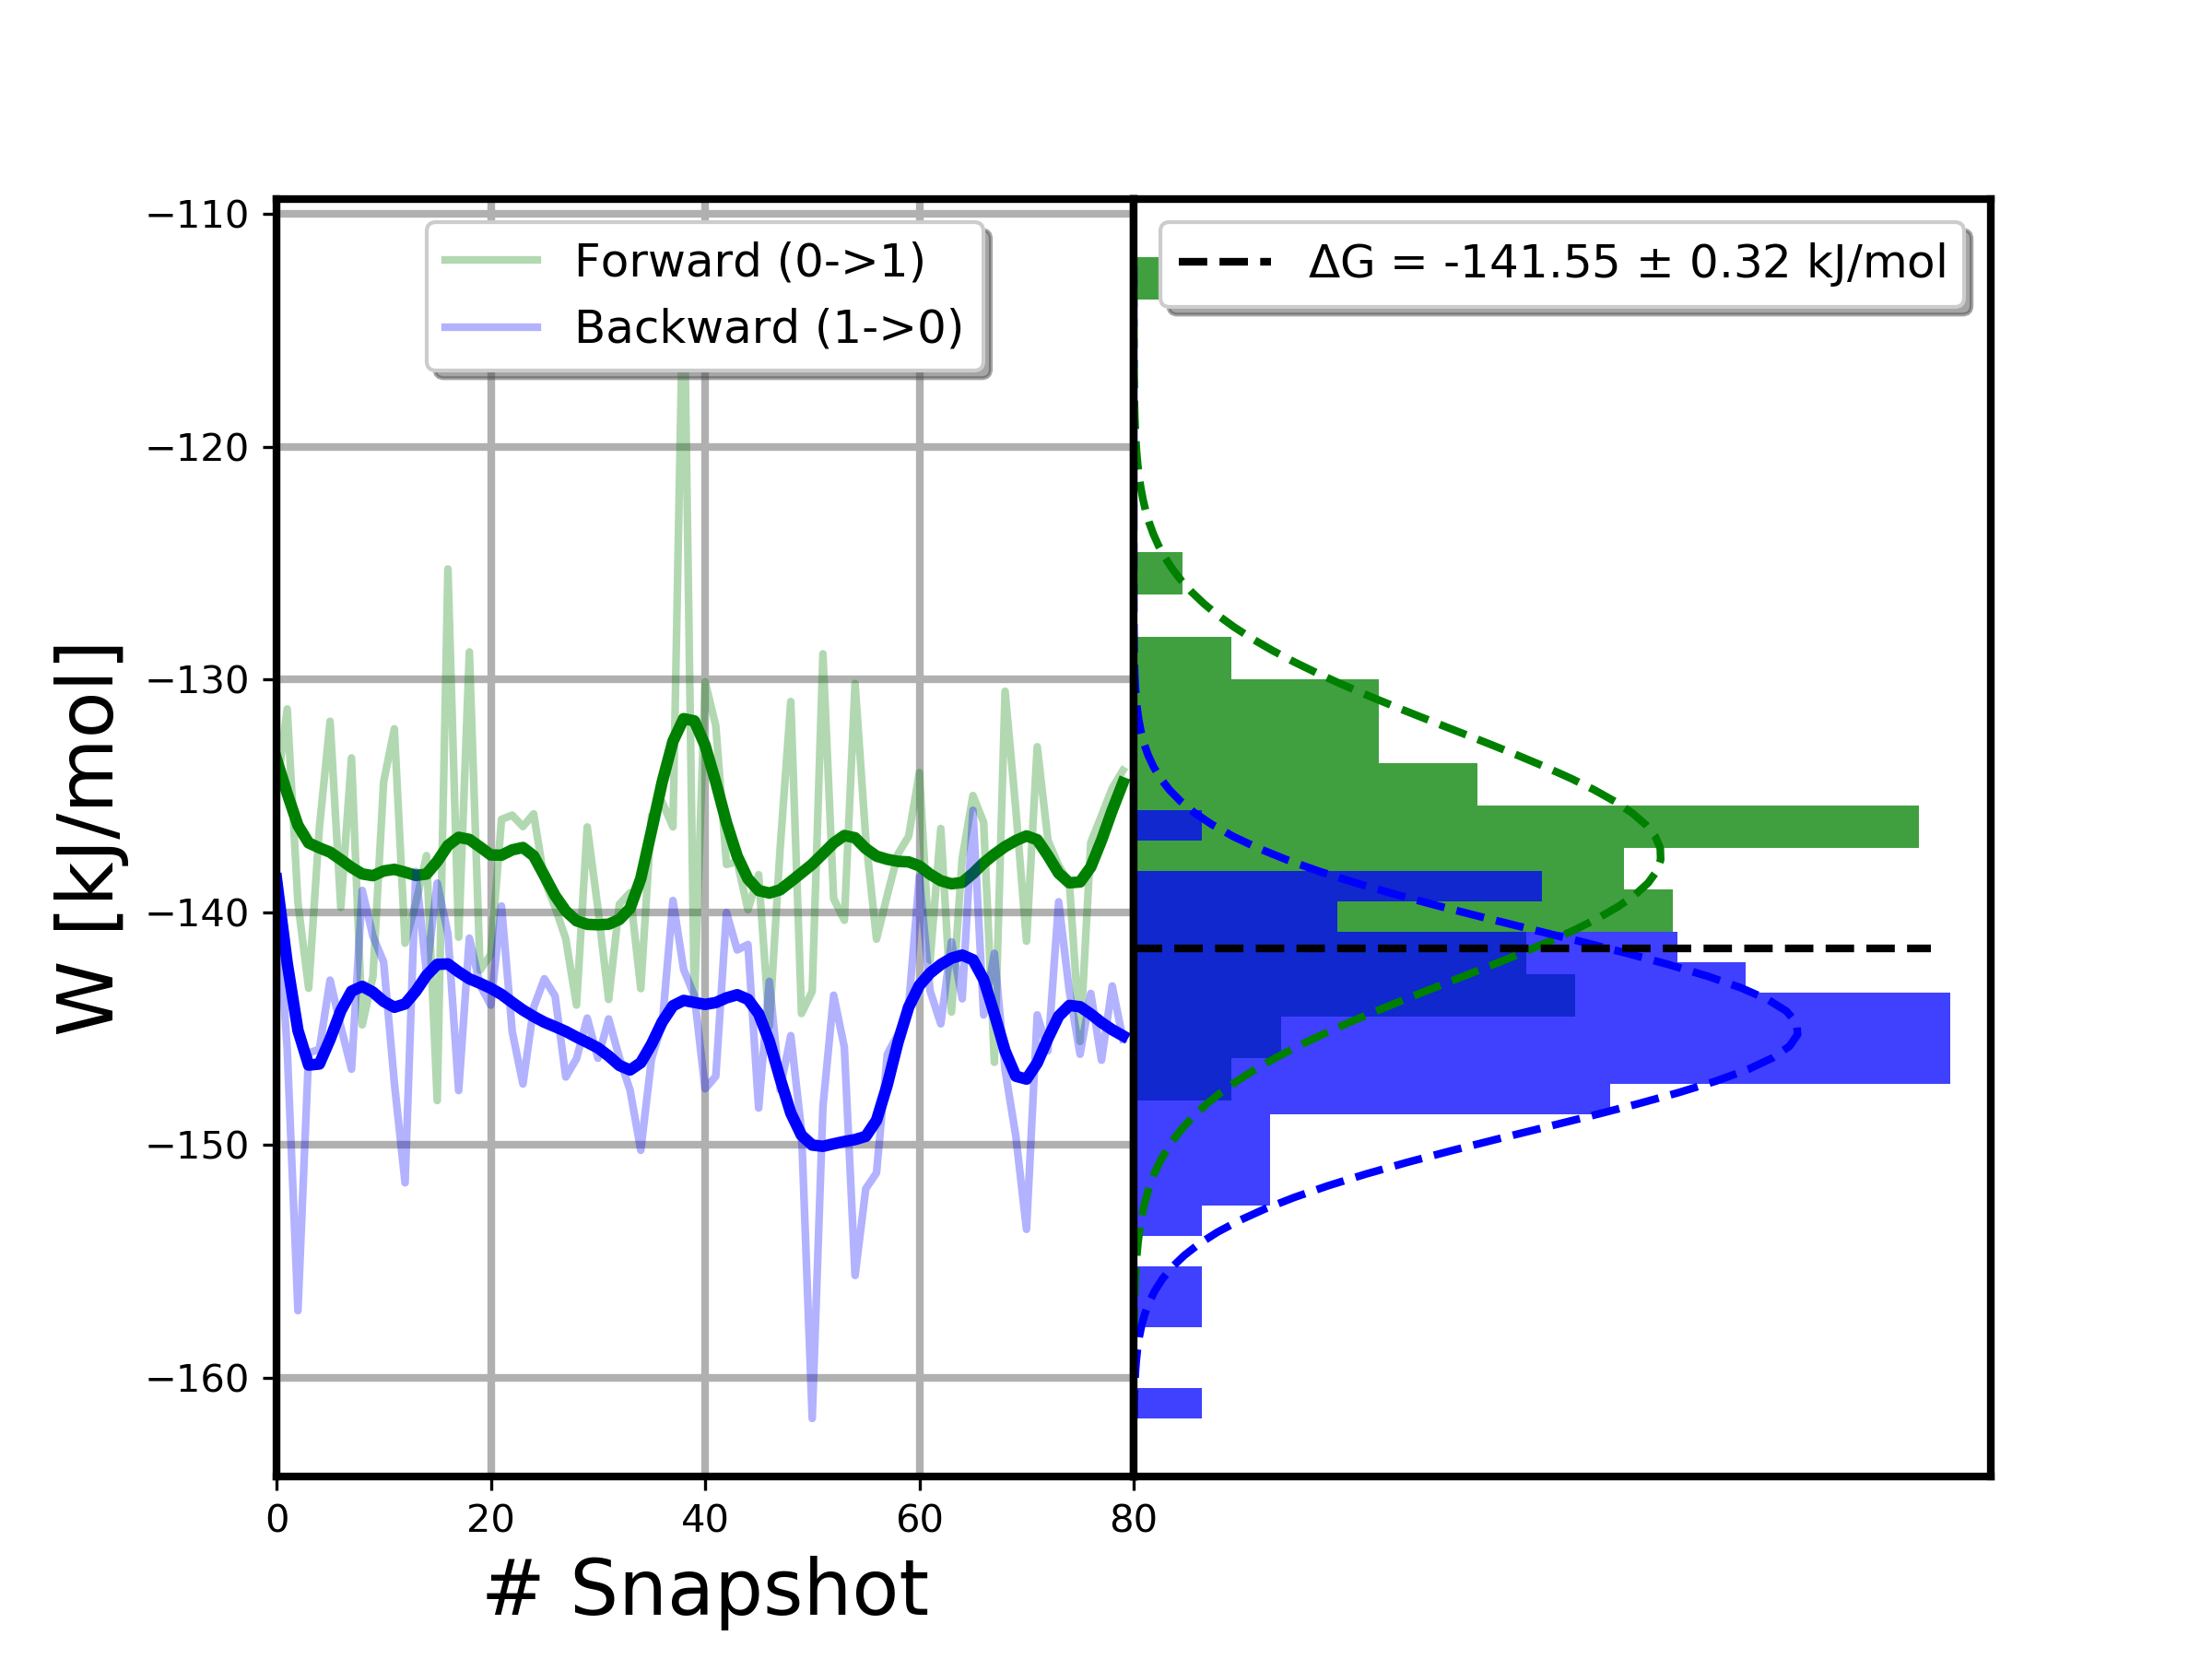 −110
−120
−130
−140
−150
−160
W [kJ/mol]
Forward (0->1)
Backward (1->0)
ΔG = -141.55 ± 0.32 kJ/mol
0 20 40 60 80
# Snapshot